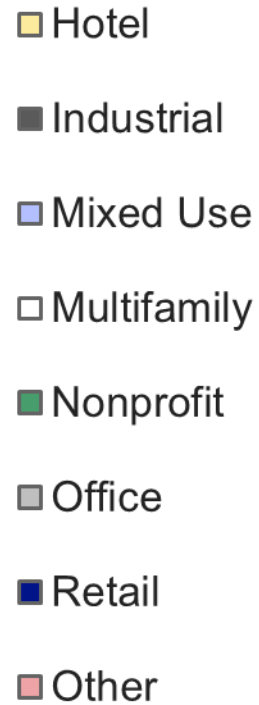 Hotel
Industrial
Mixed Use
Multifamily
Nonprofit
Office
Retail
Other